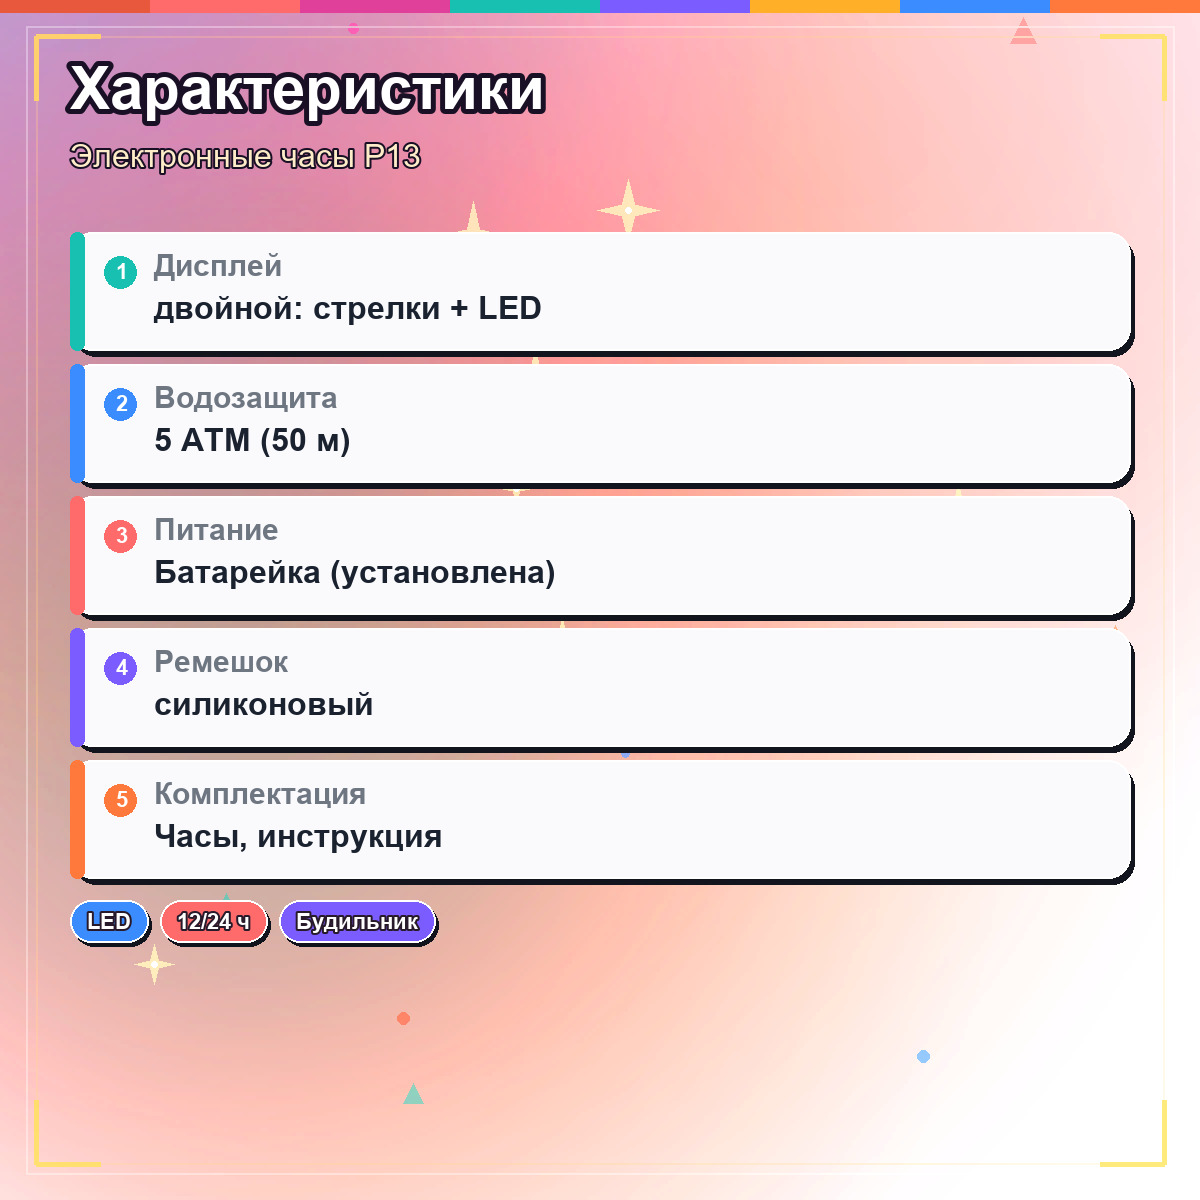 Характеристики
Электронные часы P13
1 Дисплей
двойной: стрелки + LED
2 Водозащита
5 ATM (50 м)
3 Питание
Батарейка (установлена)
4 Ремешок
силиконовый
5 Комплектация
Часы, инструкция
LED 12/24 ч Будильник